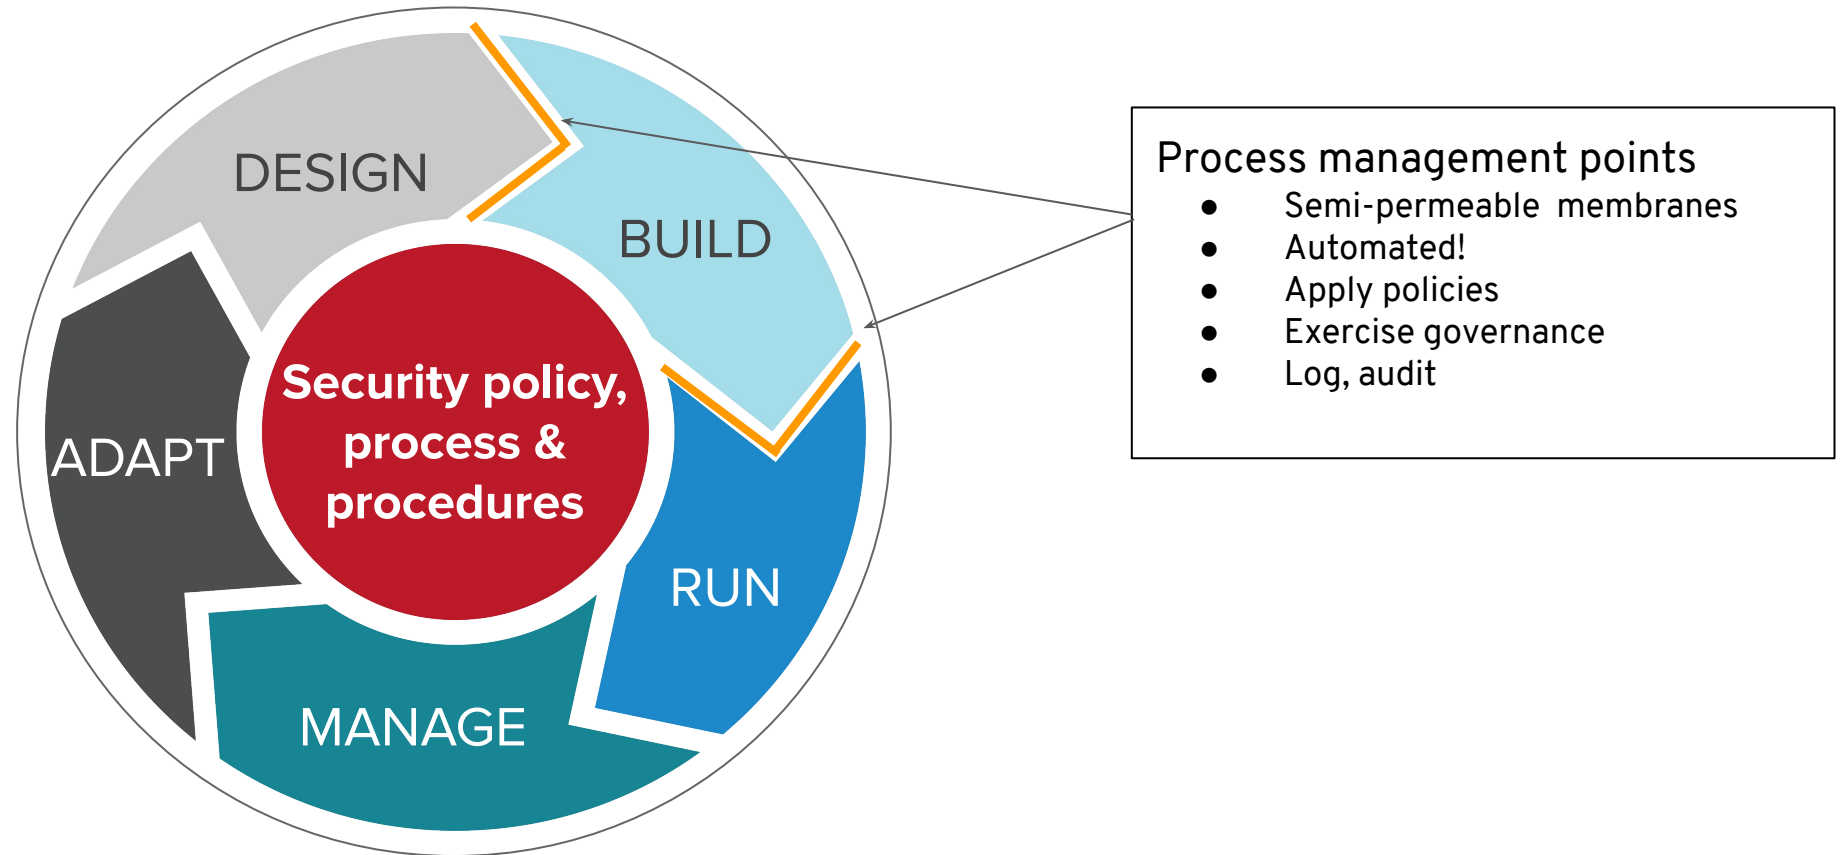 DESIGN
BUILD
RUN
MANAGE
ADAPT
Security policy,
process &
procedures
Process management points
● Semi-permeable membranes
● Automated!
● Apply policies
● Exercise governance
● Log, audit